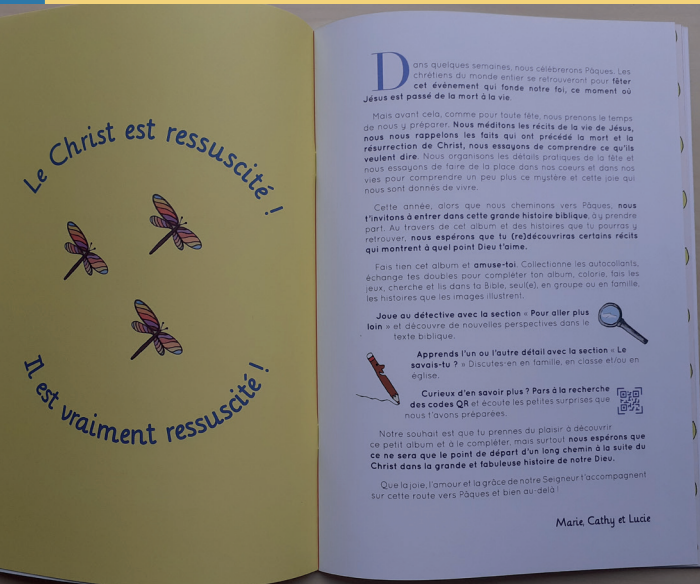 Le Christ est ressuscité !
Il est vraiment ressuscité !
Dans quelques semaines, nous célèbrerons Pâques. Les
chrétiens du monde entier se retrouveront pour fêter
cet événement qui fonde notre foi, ce moment où
Jésus est passé de la mort à la vie.
Mais avant cela, comme pour toute fête, nous prenons le temps
de nous y préparer. Nous méditons les récits de la vie de Jésus,
nous nous rappelons les faits qui ont précédé la mort et la
résurrection de Christ, nous essayons de comprendre ce qu'ils
veulent dire. Nous organisons les détails pratiques de la fête et
nous essayons de faire de la place dans nos coeurs et dans nos
vies pour comprendre un peu plus ce mystère et cette joie qui
nous sont donnés de vivre.
Cette année, alors que nous cheminons vers Pâques, nous
t'invitons à entrer dans cette grande histoire biblique, à y prendre
part. Au travers de cet album et des histoires que tu pourras y
retrouver, nous espérons que tu (re)découvriras certains récits
qui montrent à quel point Dieu t'aime.
Fais tien cet album et amuse-toi. Collectionne les autocollants,
échange tes doubles pour compléter ton album, colorie, fais les
jeux, cherche et lis dans ta Bible, seul(e), en groupe ou en famille,
les histoires que les images illustrent.
Joue au détective avec la section « Pour aller plus
loin » et découvre de nouvelles perspectives dans le
texte biblique.
Apprends l'un ou l'autre détail avec la section « Le
savais-tu ? » Discutes-en en famille, en classe et/ou en
église.
Curieux d'en savoir plus ? Pars à la recherche
des codes QR et écoute les petites surprises que
nous t'avons préparées.
Notre souhait est que tu prennes du plaisir à découvrir
ce petit album et à le compléter, mais surtout nous espérons que
ce ne sera que le point de départ d'un long chemin à la suite du
Christ dans la grande et fabuleuse histoire de notre Dieu.
Que la joie, l'amour et la grâce de notre Seigneur t'accompagnent
sur cette route vers Pâques et bien au-delà !
Marie, Cathy et Lucie